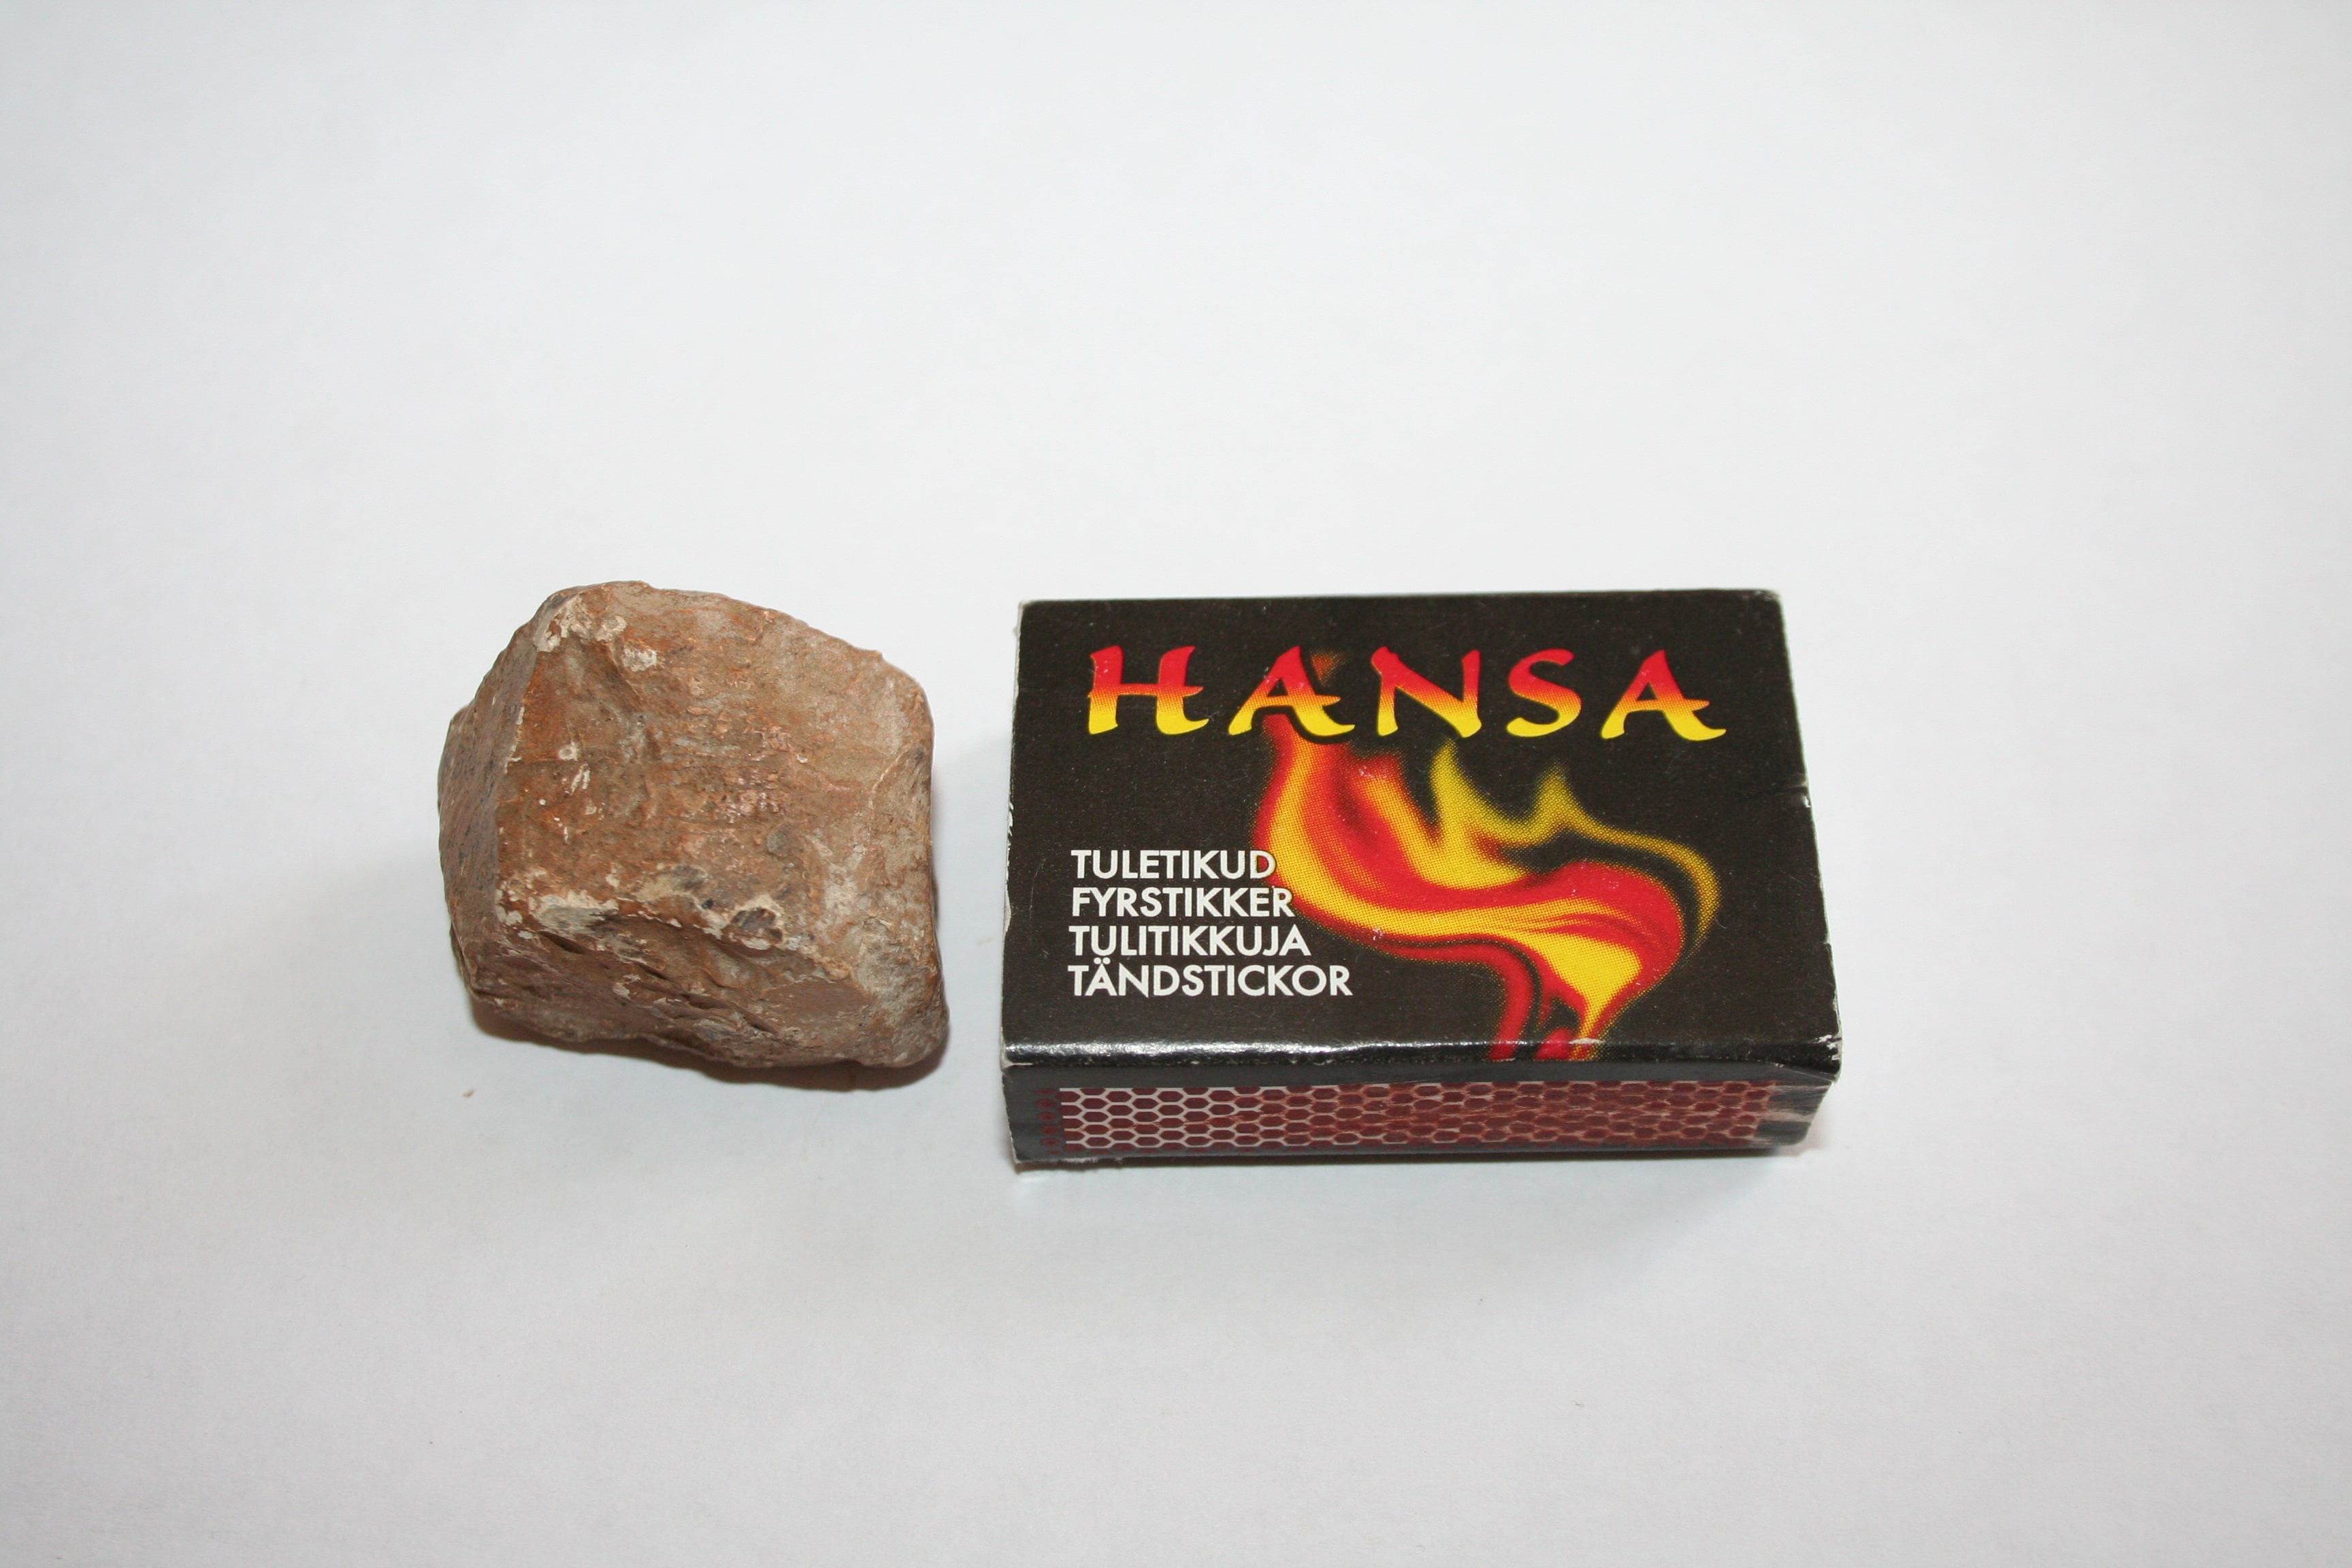 HANSA
TULETIKUD
FYRSTIKKER
TULITIKKUJA
TÄNDSTICKOR